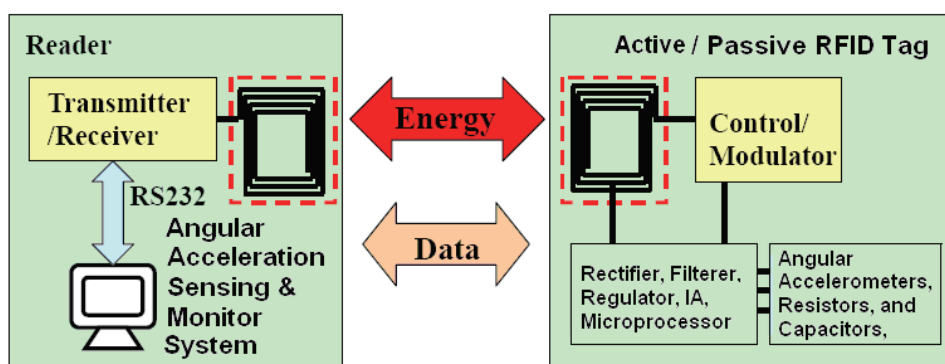 Reader
Transmitter
/Receiver
RS232
Angular
Acceleration
Sensing &
Monitor
System
Energy
Data
Active / Passive RFID Tag
Control/
Modulator
Rectifier, Filterer,
Regulator, IA,
Microprocessor
Angular
Accelerometers,
Resistors, and
Capacitors,